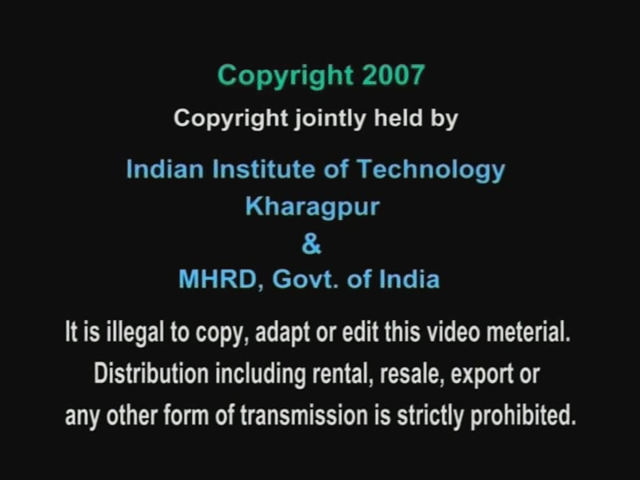 Copyright 2007
Copyright jointly held by
Indian Institute of Technology
Kharagpur
&
MHRD, Govt. of India
It is illegal to copy, adapt or edit this video meterial.
Distribution including rental, resale, export or
any other form of transmission is strictly prohibited.